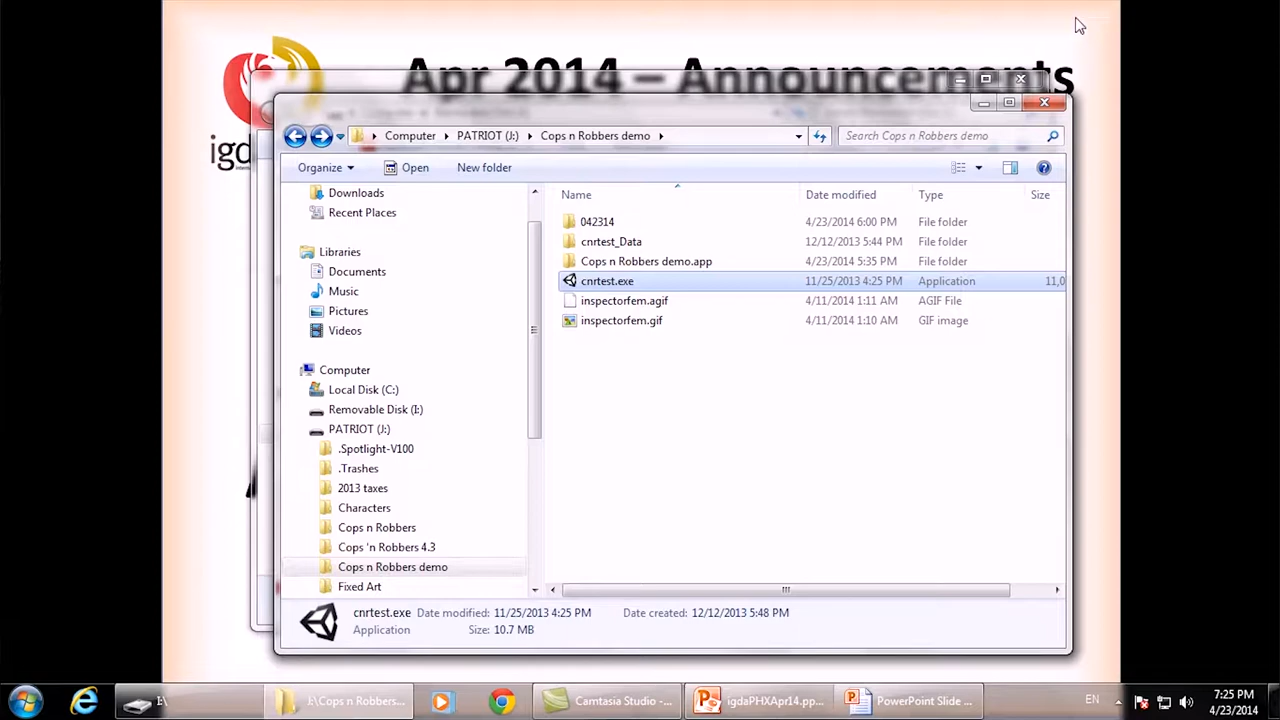 Apr 2014 – Announcements
igd
Computer PATRIOT (J:) Cops n Robbers demo
Search Cops n Robbers demo
Organize Open New folder
Name Date modified Type Size
Downloads
Recent Places
Libraries
Documents
Music
Pictures
Videos
Computer
Local Disk (C:)
Removable Disk (I:)
PATRIOT (J:)
.Spotlight-V100
.Trashes
2013 taxes
Characters
Cops n Robbers
Cops 'n Robbers 4.3
Cops n Robbers demo
Fixed Art
042314 4/23/2014 6:00 PM File folder
cnrtest_Data 12/12/2013 5:44 PM File folder
Cops n Robbers demo.app 4/23/2014 5:35 PM File folder
cnrtest.exe 11/25/2013 4:25 PM Application 11,0
inspectorfem.agif 4/11/2014 1:11 AM AGIF File
inspectorfem.gif 4/11/2014 1:10 AM GIF image
cnrtest.exe Date modified: 11/25/2013 4:25 PM Date created: 12/12/2013 5:48 PM
Application Size: 10.7 MB
I:\ J:\Cops n Robbers... Camtasia Studio -... igdaPHXApr14.pp... PowerPoint Slide ... EN
7:25 PM
4/23/2014